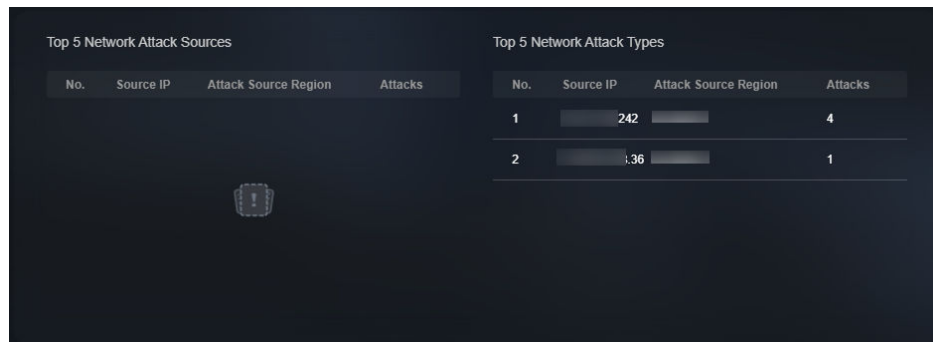 Top 5 Network Attack Sources
No. Source IP Attack Source Region Attacks
Top 5 Network Attack Types
No. Source IP Attack Source Region Attacks
1 242 4
2 .36 1